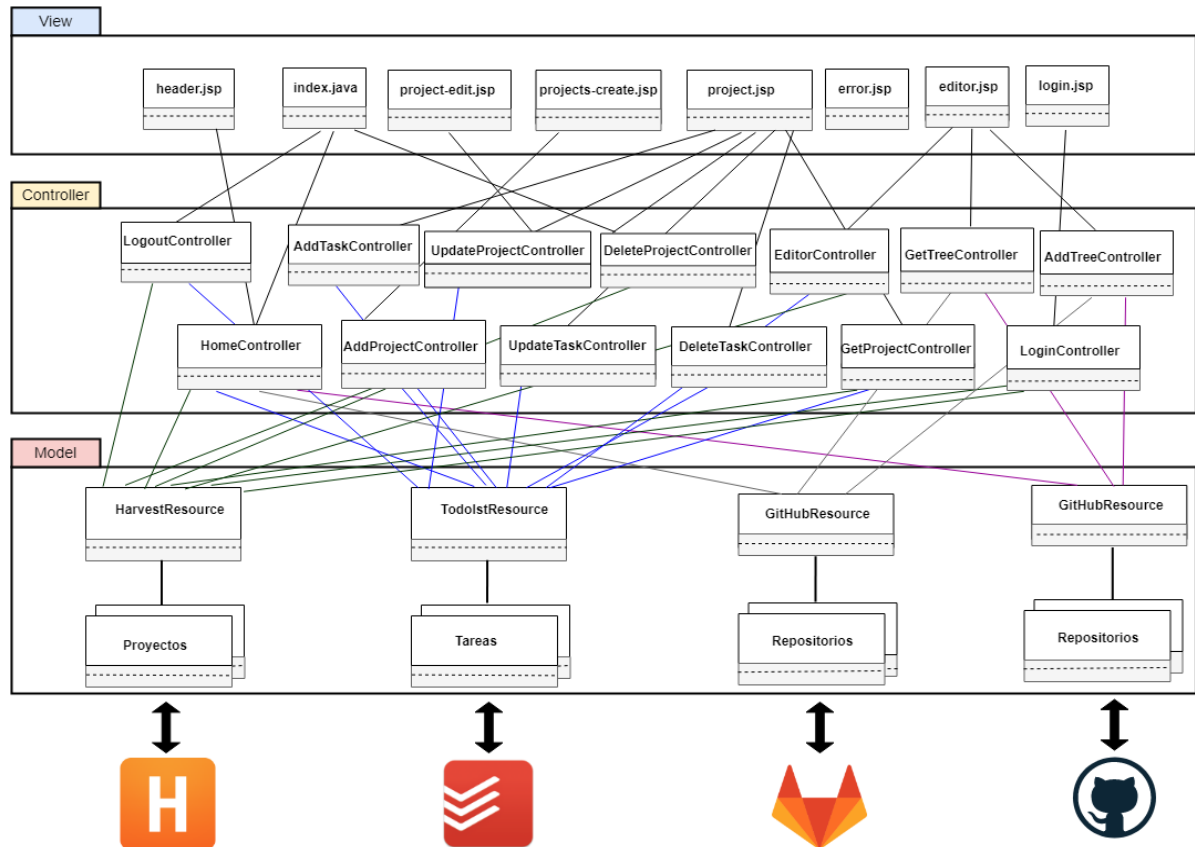 View
header.jsp
index.java
project-edit.jsp
projects-create.jsp
project.jsp
error.jsp
editor.jsp
login.jsp
Controller
LogoutController
AddTaskController
UpdateProjectController
DeleteProjectController
EditorController
GetTreeController
AddTreeController
HomeController
AddProjectController
UpdateTaskController
DeleteTaskController
GetProjectController
LoginController
Model
HarvestResource
TodoIstResource
GitHubResource
GitHubResource
Proyectos
Tareas
Repositorios
Repositorios
H